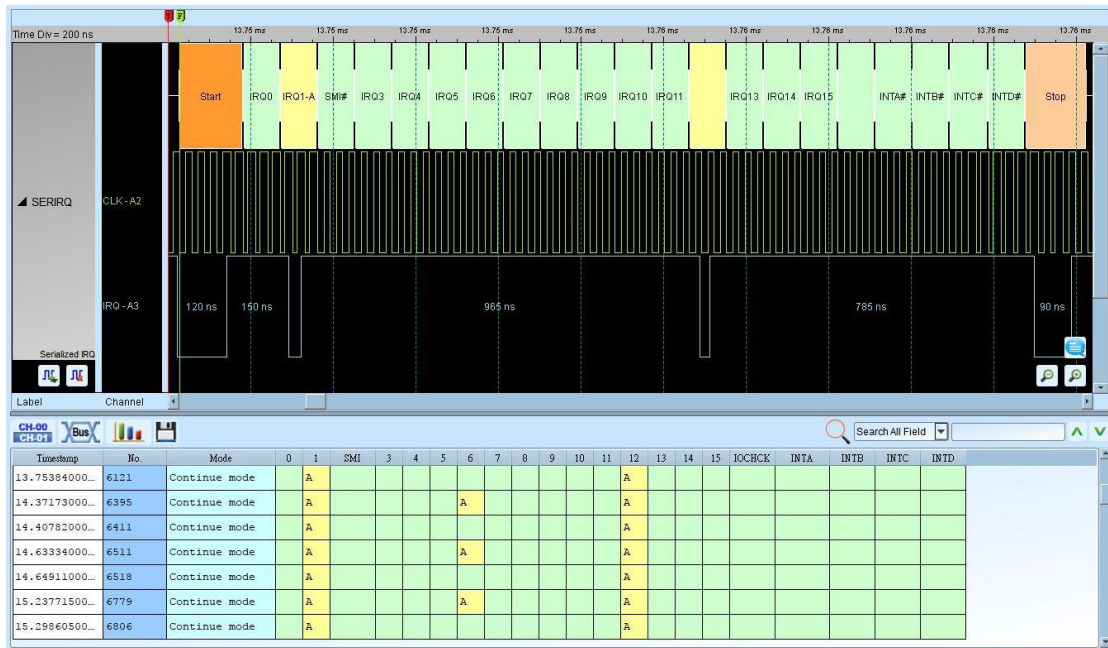 T F
Time Div = 200 ns 13.76 ms 13.76 ms 13.76 ms 13.76 ms 13.76 ms 13.76 ms 13.76 ms 13.76 ms 13.76 ms 13.76 ms 13.76 ms
Start IRQ0 IRQ1-A SMI# IRQ3 IRQ4 IRQ5 IRQ6 IRQ7 IRQ8 IRQ9 IRQ10 IRQ11 IRQ13 IRQ14 IRQ15 INTA# INTB# INTC# INTD# Stop
SERIRQ CLK-A2
IRQ-A3 120 ns 150 ns 965 ns 785 ns 90 ns
Serialized IRQ
Label Channel
CH-00
CH-01 Bus Search All Field
Timestamp No. Mode 0 1 SMI 3 4 5 6 7 8 9 10 11 12 13 14 15 IOCHCK INTA INTB INTC INTD
13.75384000... 6121 Continue mode A A
14.37173000... 6395 Continue mode A A A
14.40782000... 6411 Continue mode A A
14.63334000... 6511 Continue mode A A A
14.64911000... 6518 Continue mode A A
15.23771500... 6779 Continue mode A A A
15.29860500... 6806 Continue mode A A